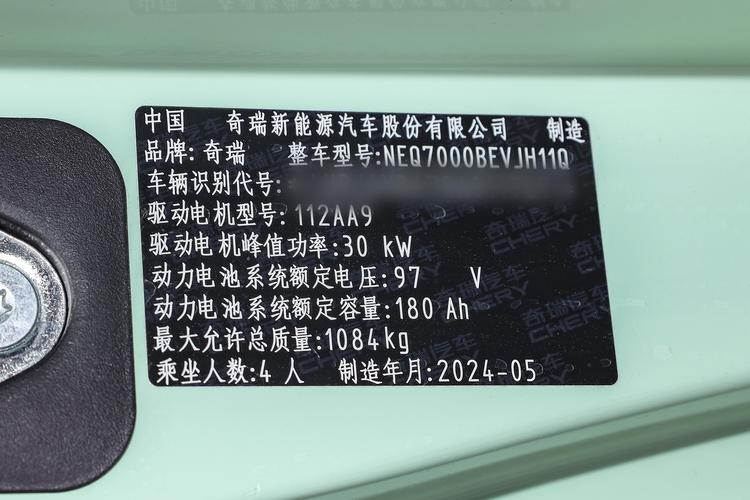 中国 奇瑞新能源汽车股份有限公司 制造
品牌:奇瑞 整车型号:NEQ7000BEVJH11Q
车辆识别代号:
驱动电机型号:112AA9
驱动电机峰值功率:30 kW
动力电池系统额定电压:97 V
动力电池系统额定容量:180 Ah
最大允许总质量:1084kg
乘坐人数:4 人 制造年月:2024-05